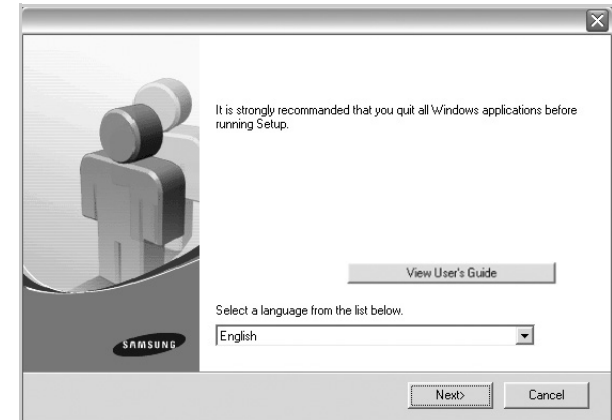 It is strongly recommanded that you quit all Windows applications before
running Setup.
View User's Guide
Select a language from the list below.
English
SAMSUNG
Next>
Cancel